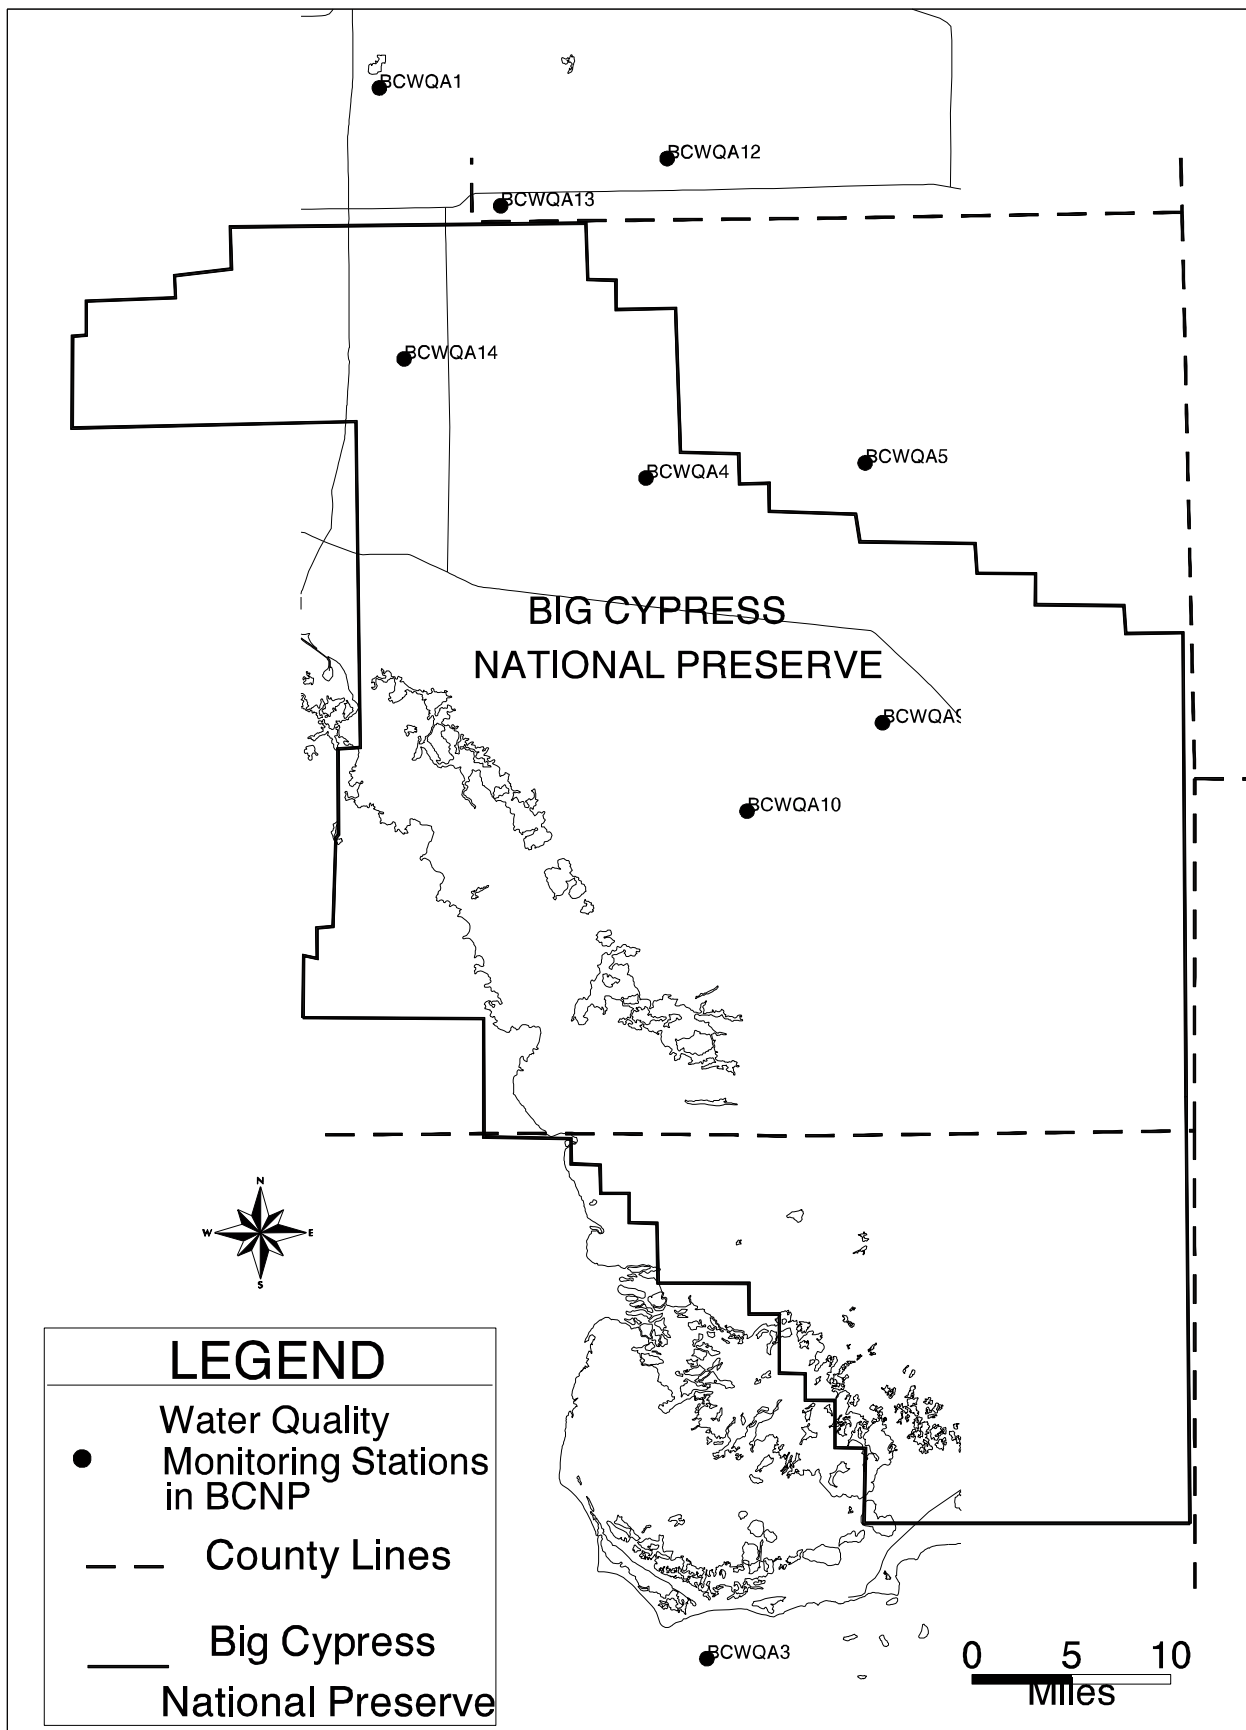 BCWQA1
BCWQA12
BCWQA13
BCWQA14
BCWQA5
BCWQA4
BIG CYPRESS
NATIONAL PRESERVE
BCWQA9
BCWQA10
N
W E
S
LEGEND
Water Quality
Monitoring Stations
in BCNP
County Lines
Big Cypress
National Preserve
BCWQA3
0 5 10
Miles